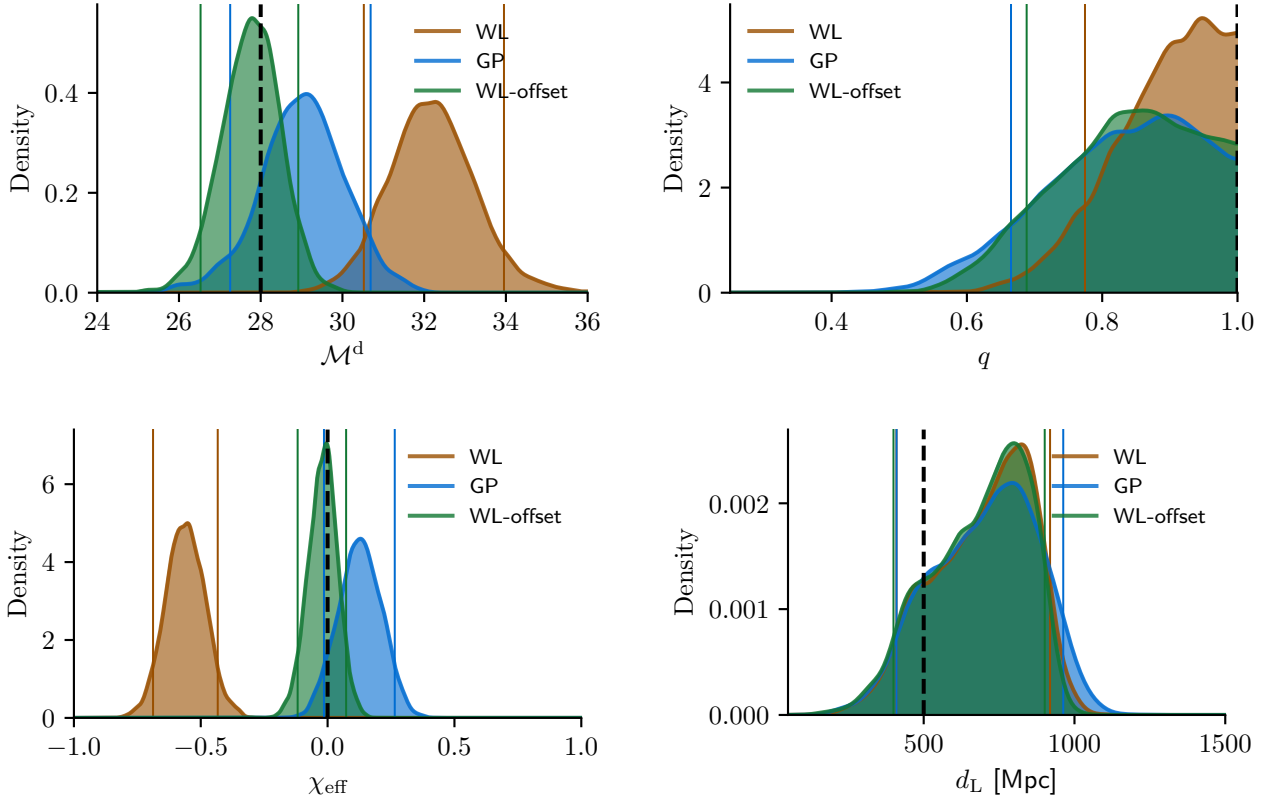 WL
GP
WL-offset
Density
0.4
0.2
0.0
24 26 28 30 32 34 36
ℳᵈ
WL
GP
WL-offset
Density
4
2
0
0.4 0.6 0.8 1.0
q
WL
GP
WL-offset
Density
6
4
2
0
−1.0 −0.5 0.0 0.5 1.0
χeff
WL
GP
WL-offset
Density
0.002
0.001
0.000
500 1000 1500
dL [Mpc]